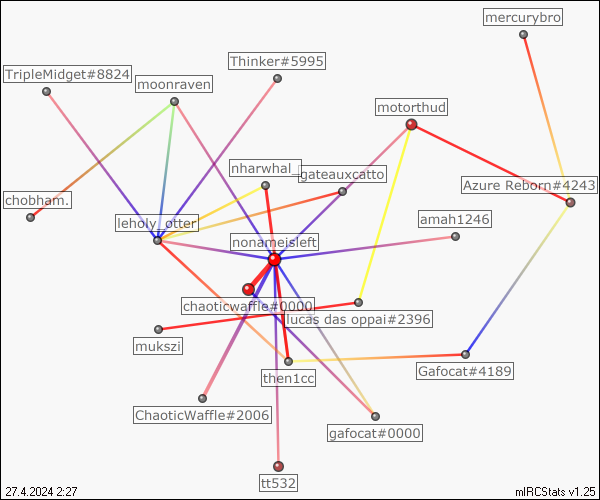 mercurybro
Thinker#5995
TripleMidget#8824
moonraven
motorthud
nharwhal_
gateauxcatto
Azure Reborn#4243
chobham.
leholy_otter
amah1246
nonameisleft
chaoticwaffle#0000
lucas das oppai#2396
mukszi
then1cc
Gafocat#4189
ChaoticWaffle#2006
gafocat#0000
tt532
27.4.2024 2:27
mIRCStats v1.25